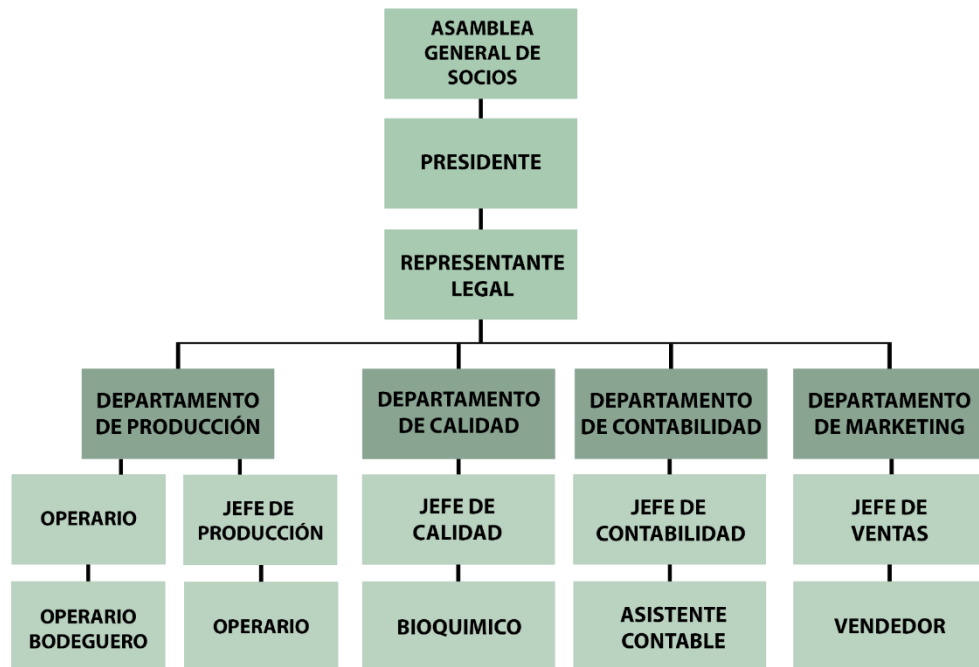 ASAMBLEA
GENERAL DE
SOCIOS
PRESIDENTE
REPRESENTANTE
LEGAL
DEPARTAMENTO
DE PRODUCCIÓN
DEPARTAMENTO
DE CALIDAD
DEPARTAMENTO
DE CONTABILIDAD
DEPARTAMENTO
DE MARKETING
OPERARIO
JEFE DE
PRODUCCIÓN
JEFE DE
CALIDAD
JEFE DE
CONTABILIDAD
JEFE DE
VENTAS
OPERARIO
BODEGUERO
OPERARIO
BIOQUIMICO
ASISTENTE
CONTABLE
VENDEDOR